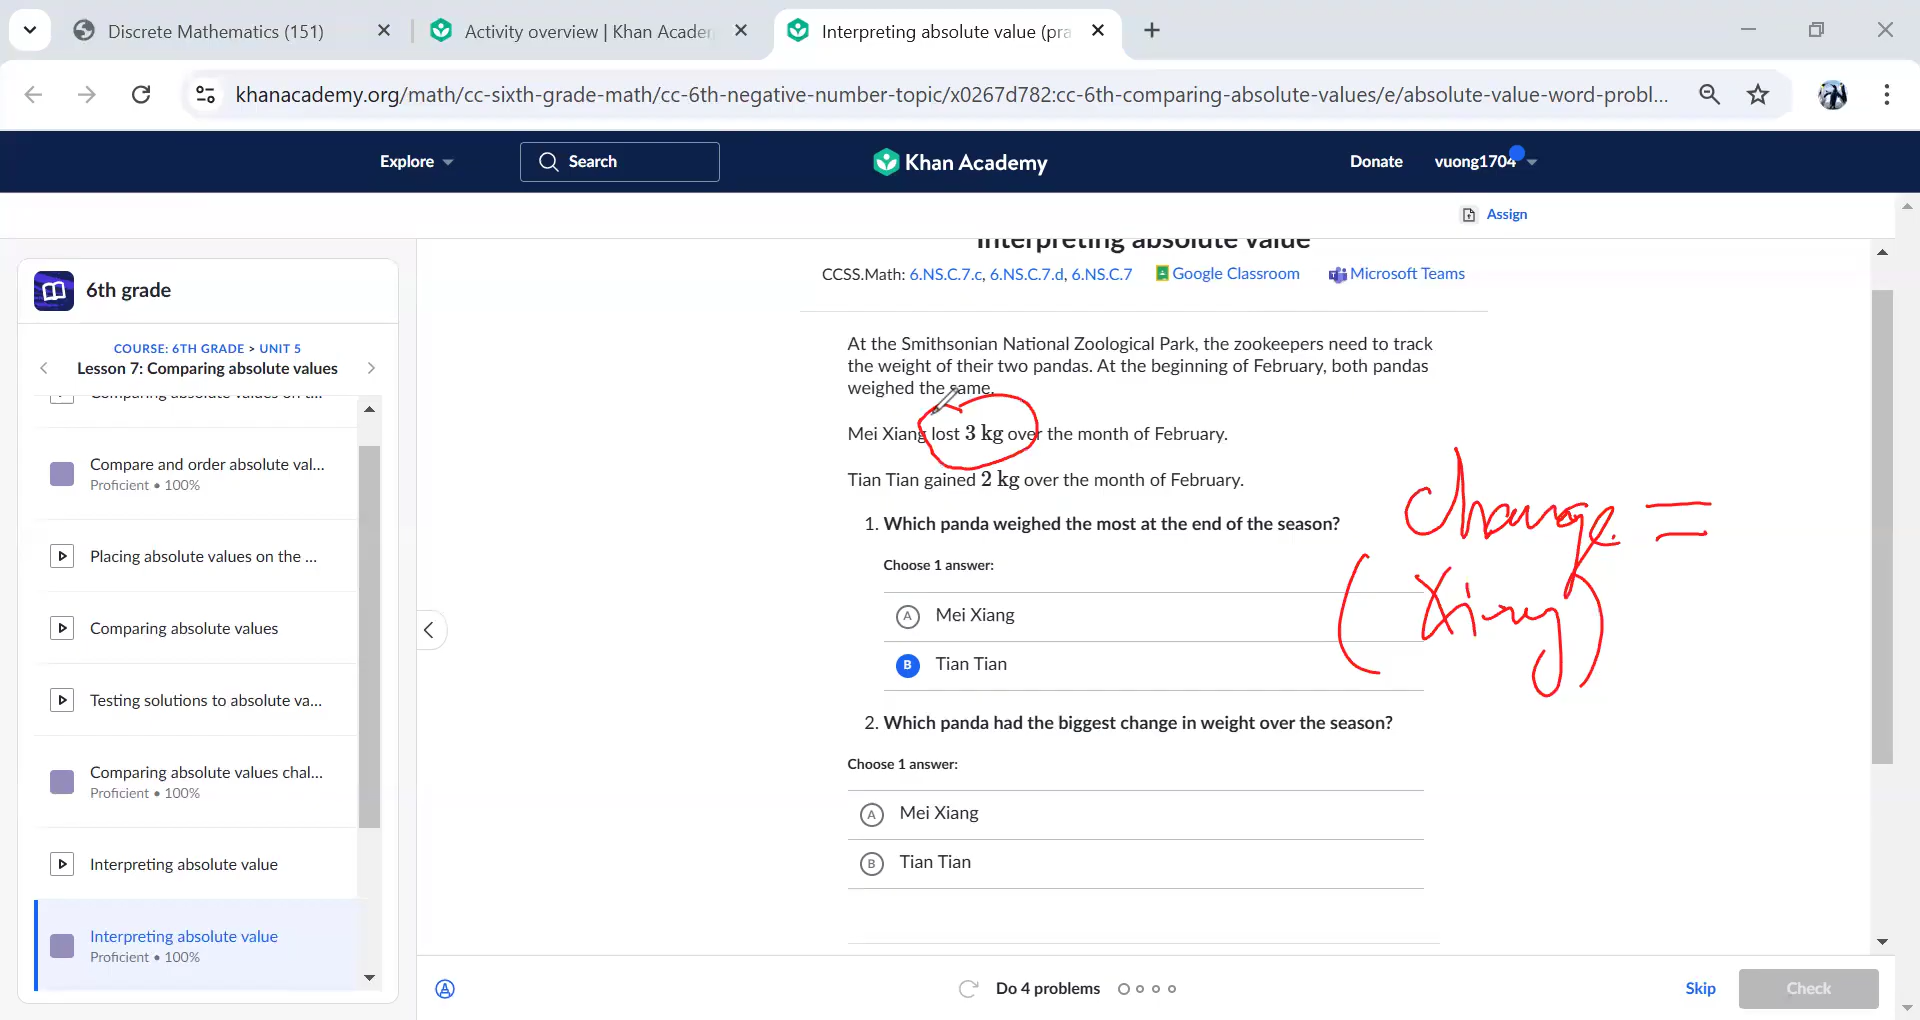 Discrete Mathematics (151)
Activity overview | Khan Acader
Interpreting absolute value (pra
khanacademy.org/math/cc-sixth-grade-math/cc-6th-negative-number-topic/x0267d782:cc-6th-comparing-absolute-values/e/absolute-value-word-probl...
Explore
Search
Khan Academy
Donate
vuong1704
Assign
6th grade
COURSE: 6TH GRADE > UNIT 5
Lesson 7: Comparing absolute values
Comparing absolute values on t...
Compare and order absolute val...
Proficient • 100%
Placing absolute values on the ...
Comparing absolute values
Testing solutions to absolute va...
Comparing absolute values chal...
Proficient • 100%
Interpreting absolute value
Interpreting absolute value
Proficient • 100%
Interpreting absolute value
CCSS.Math: 6.NS.C.7.c, 6.NS.C.7.d, 6.NS.C.7
Google Classroom
Microsoft Teams
At the Smithsonian National Zoological Park, the zookeepers need to track
the weight of their two pandas. At the beginning of February, both pandas
weighed the same.
Mei Xiang lost 3 kg over the month of February.
Tian Tian gained 2 kg over the month of February.
1. Which panda weighed the most at the end of the season?
Choose 1 answer:
A Mei Xiang
B Tian Tian
2. Which panda had the biggest change in weight over the season?
Choose 1 answer:
A Mei Xiang
B Tian Tian
change =
(Xiang)
Do 4 problems
Skip
Check